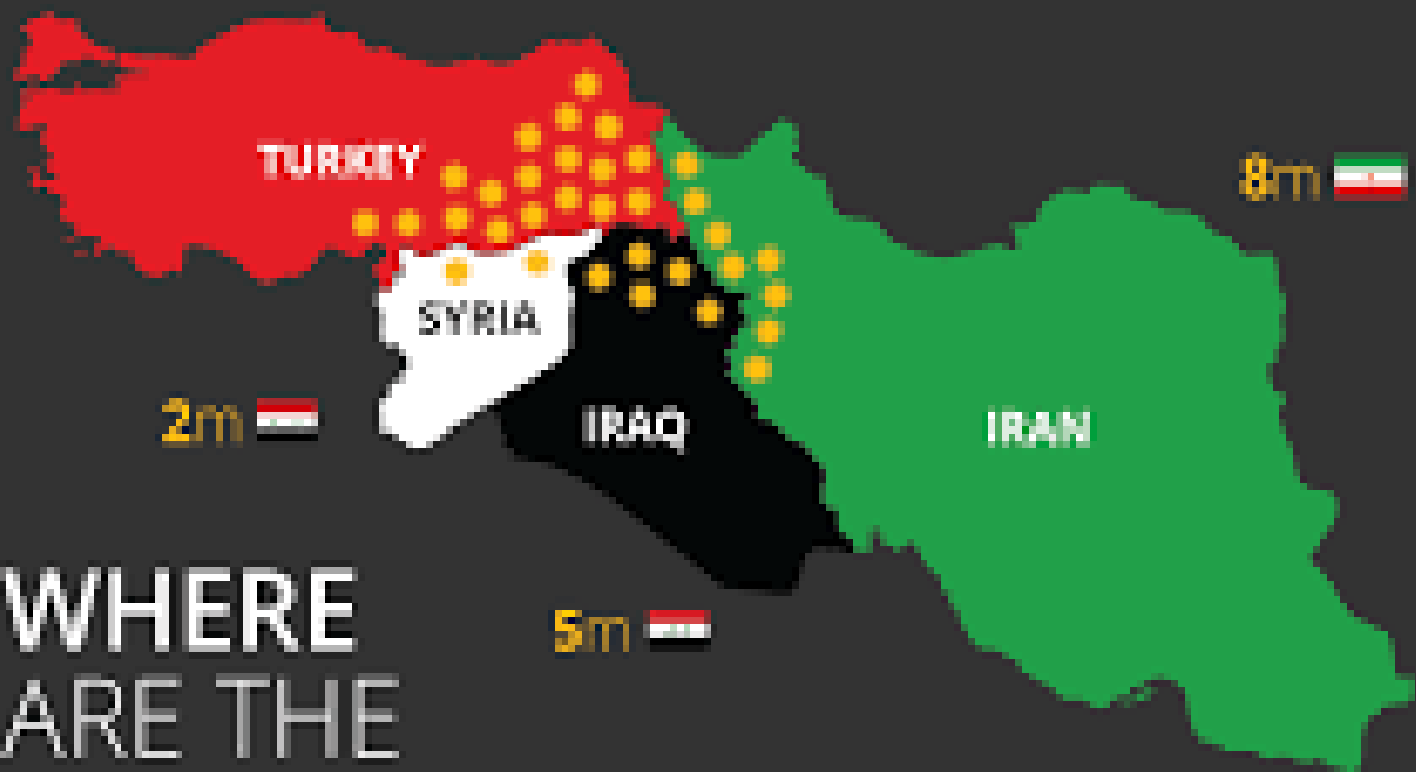 TURKEY
8m
SYRIA
2m
IRAQ
IRAN
5m
WHERE
ARE THE